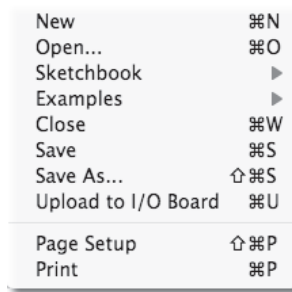 New ⌘N
Open... ⌘O
Sketchbook
Examples
Close ⌘W
Save ⌘S
Save As... ⇧⌘S
Upload to I/O Board ⌘U
Page Setup ⇧⌘P
Print ⌘P